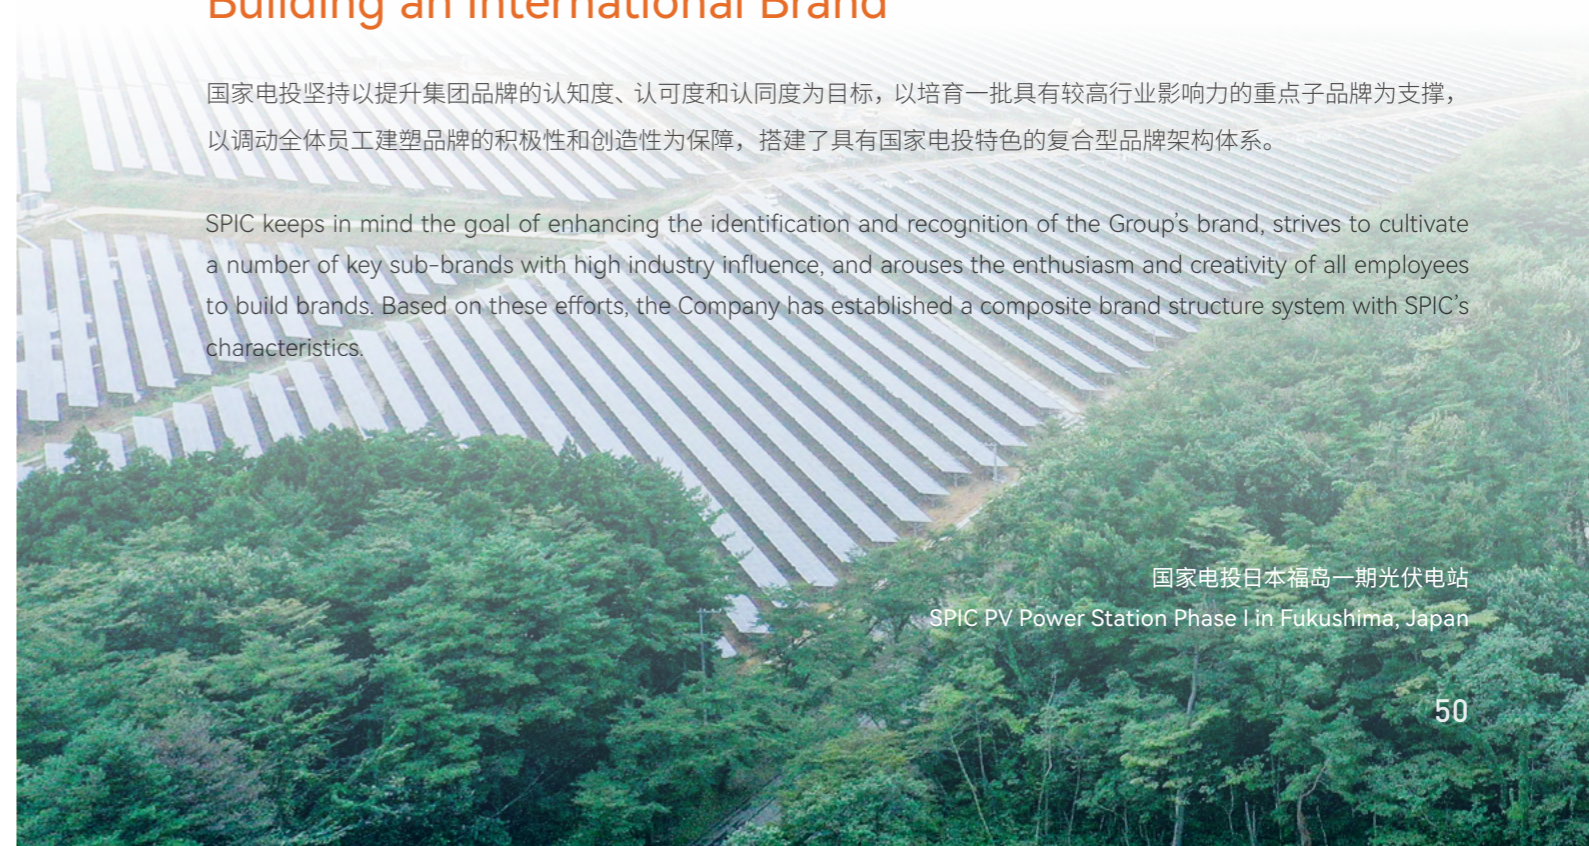 Building an International Brand
国家电投坚持以提升集团品牌的认知度、认可度和认同度为目标，以培育一批具有较高行业影响力的重点子品牌为支撑，
以调动全体员工建塑品牌的积极性和创造性为保障，搭建了具有国家电投特色的复合型品牌架构体系。
SPIC keeps in mind the goal of enhancing the identification and recognition of the Group’s brand, strives to cultivate
a number of key sub-brands with high industry influence, and arouses the enthusiasm and creativity of all employees
to build brands. Based on these efforts, the Company has established a composite brand structure system with SPIC’s
characteristics.
国家电投日本福岛一期光伏电站
SPIC PV Power Station Phase I in Fukushima, Japan
50